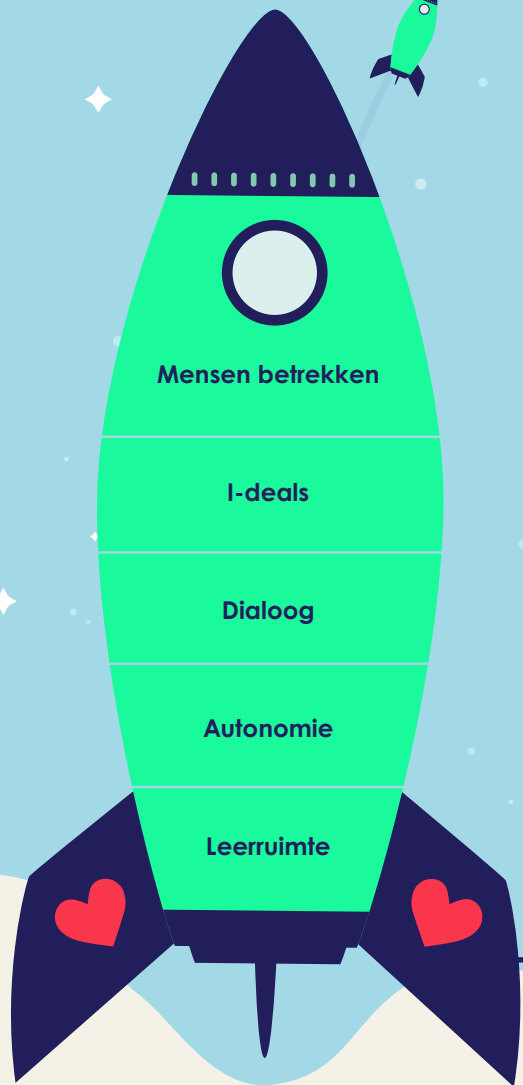 Mensen betrekken
I-deals
Dialoog
Autonomie
Leerruimte